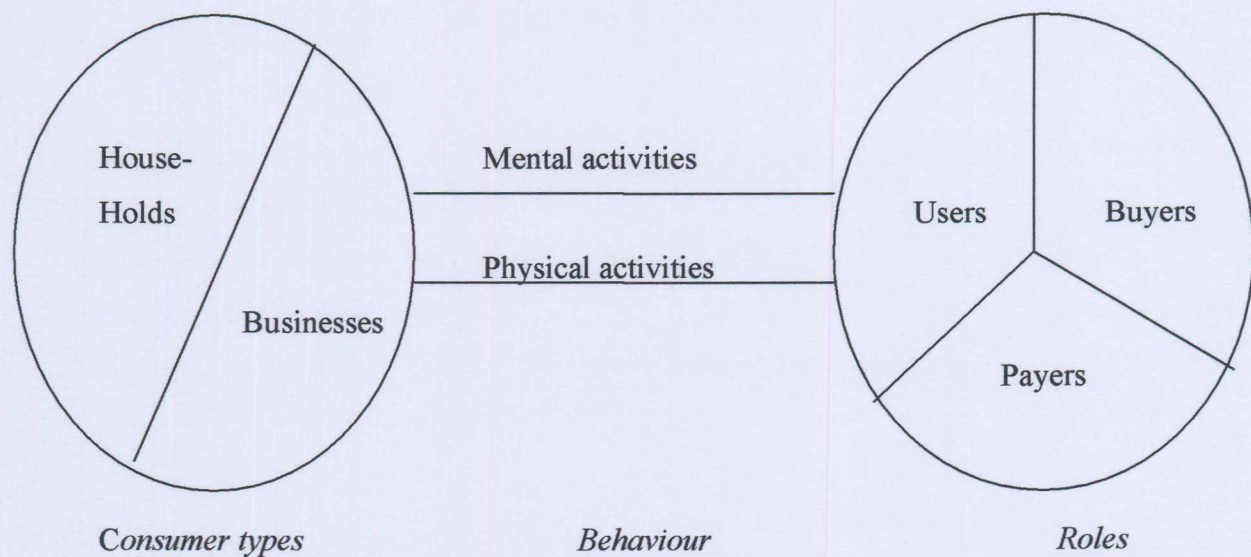 House-
Holds
Businesses
Mental activities
Physical activities
Users
Buyers
Payers
Consumer types
Behaviour
Roles